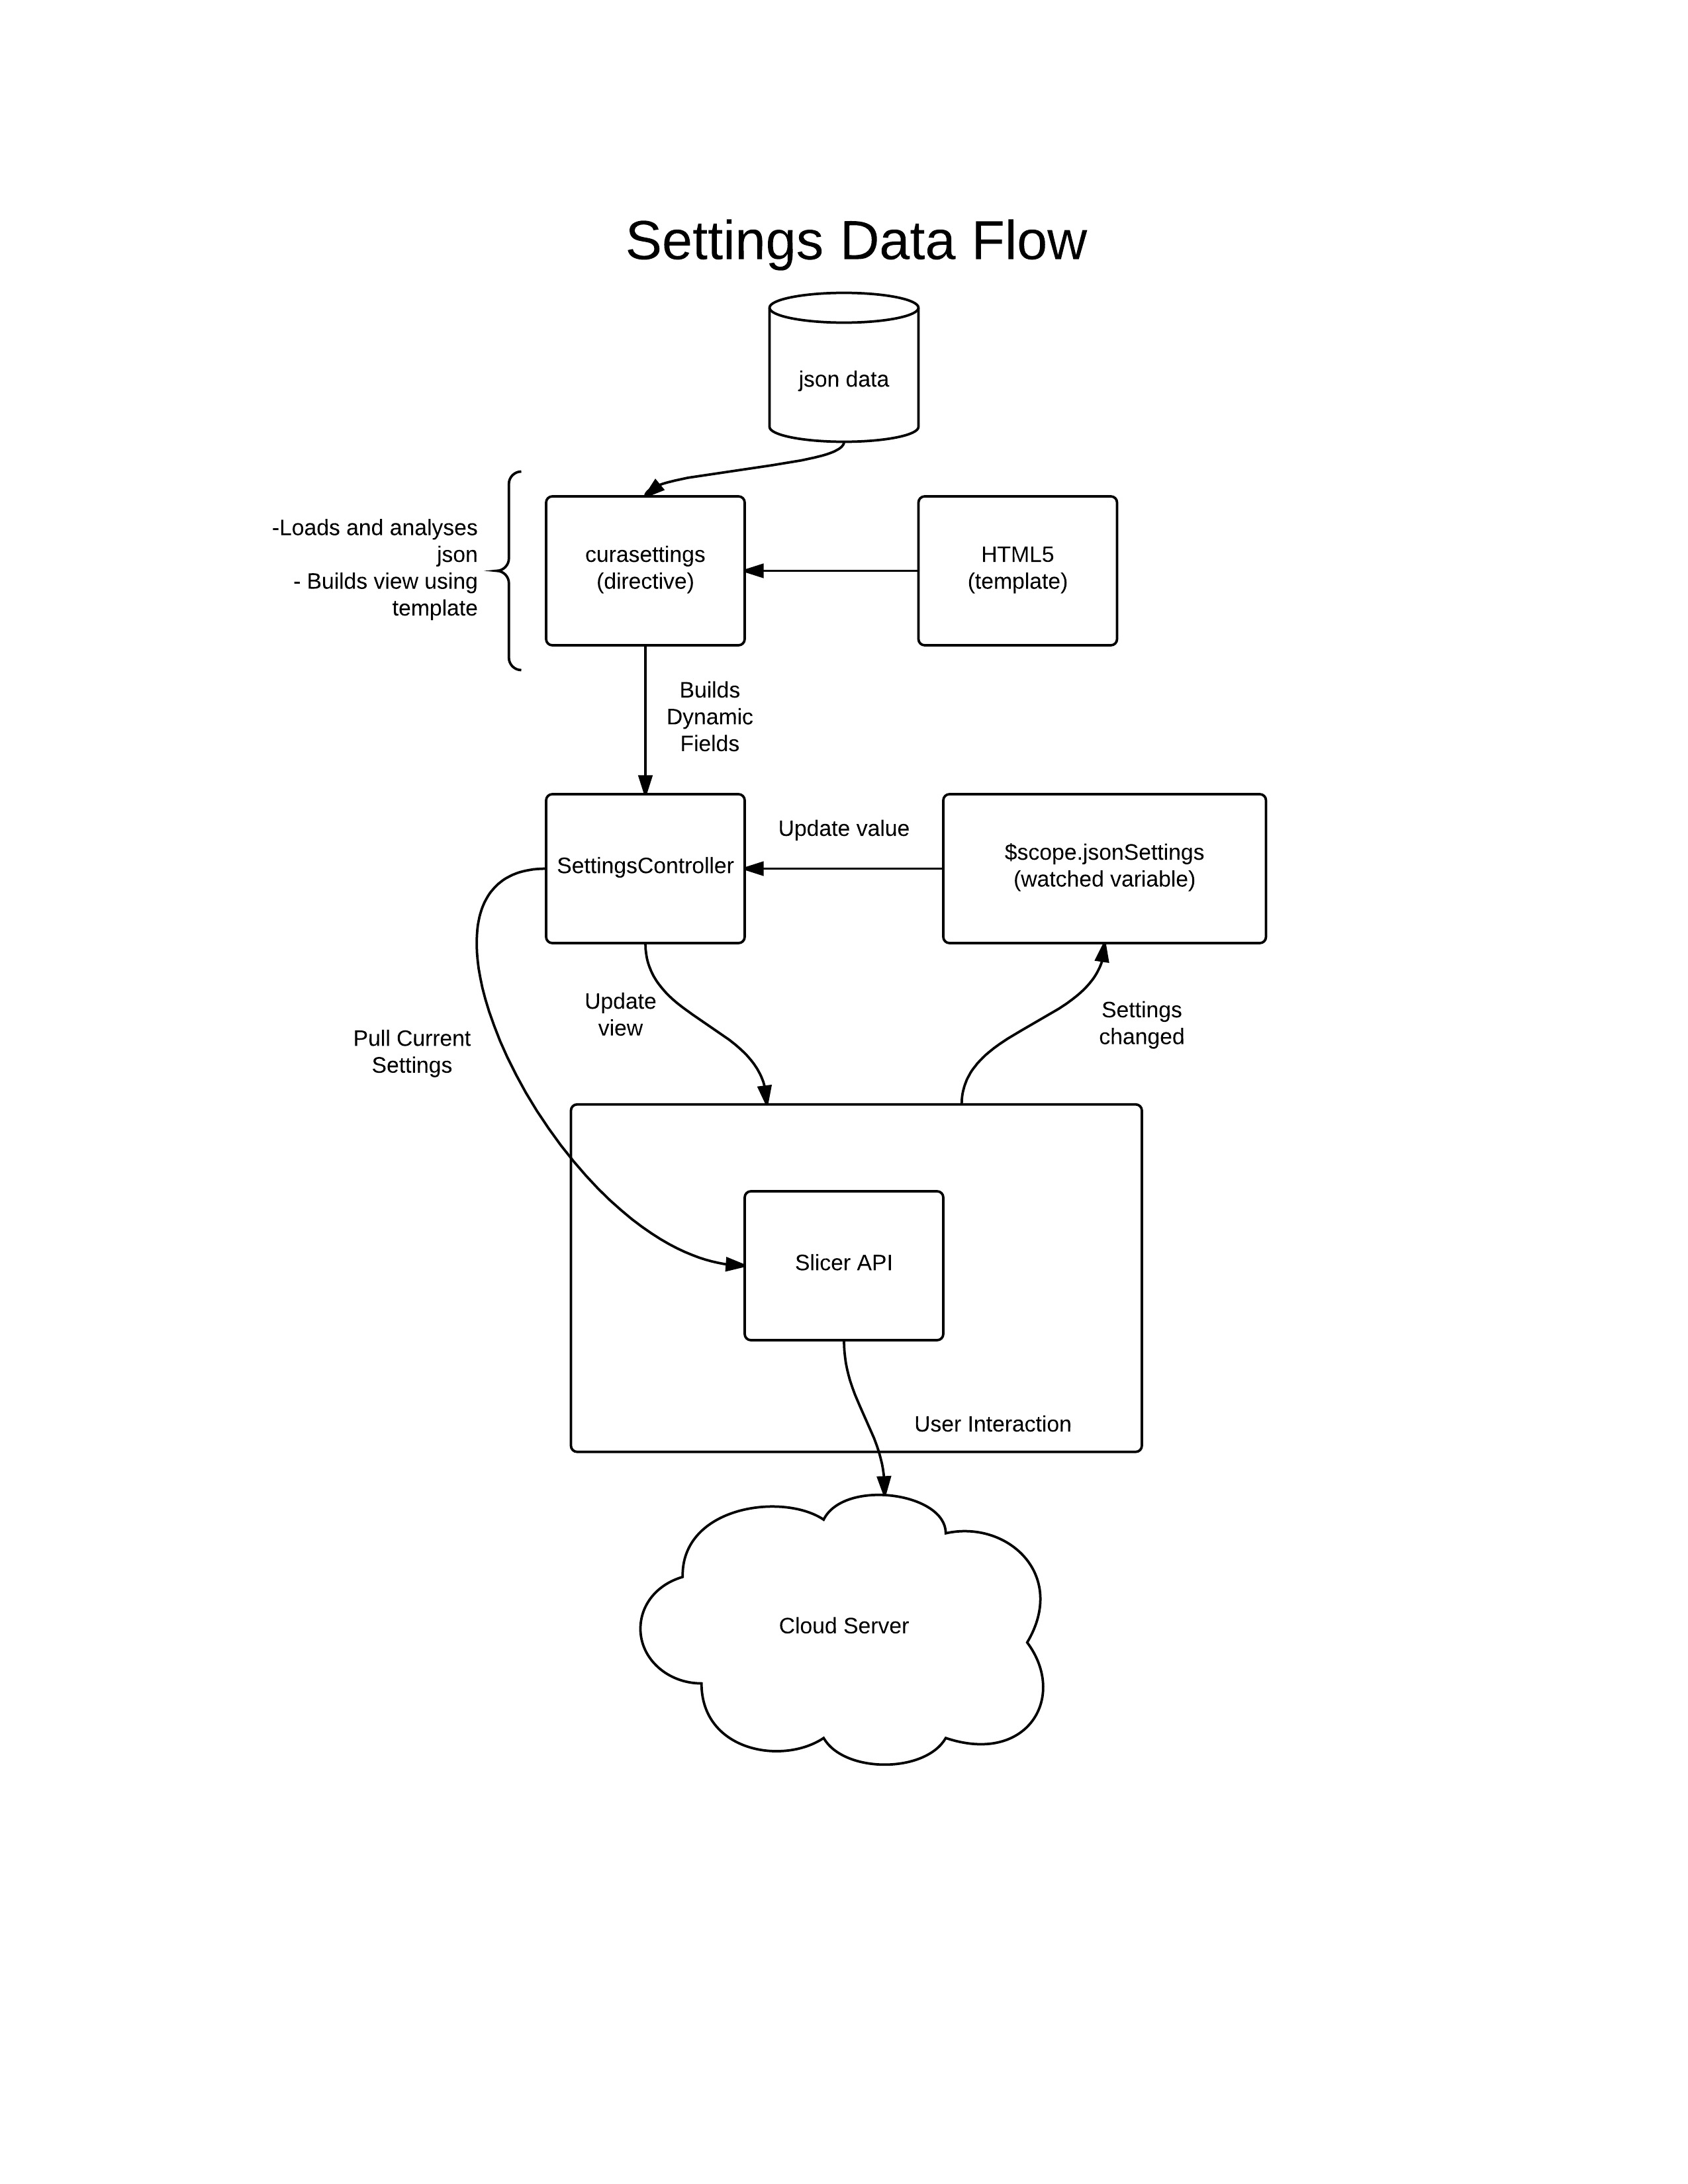 Settings Data Flow
json data
-Loads and analyses
json
- Builds view using
template
curasettings
(directive)
HTML5
(template)
Builds
Dynamic
Fields
SettingsController
Update value
$scope.jsonSettings
(watched variable)
Update
view
Settings
changed
Pull Current
Settings
Slicer API
User Interaction
Cloud Server